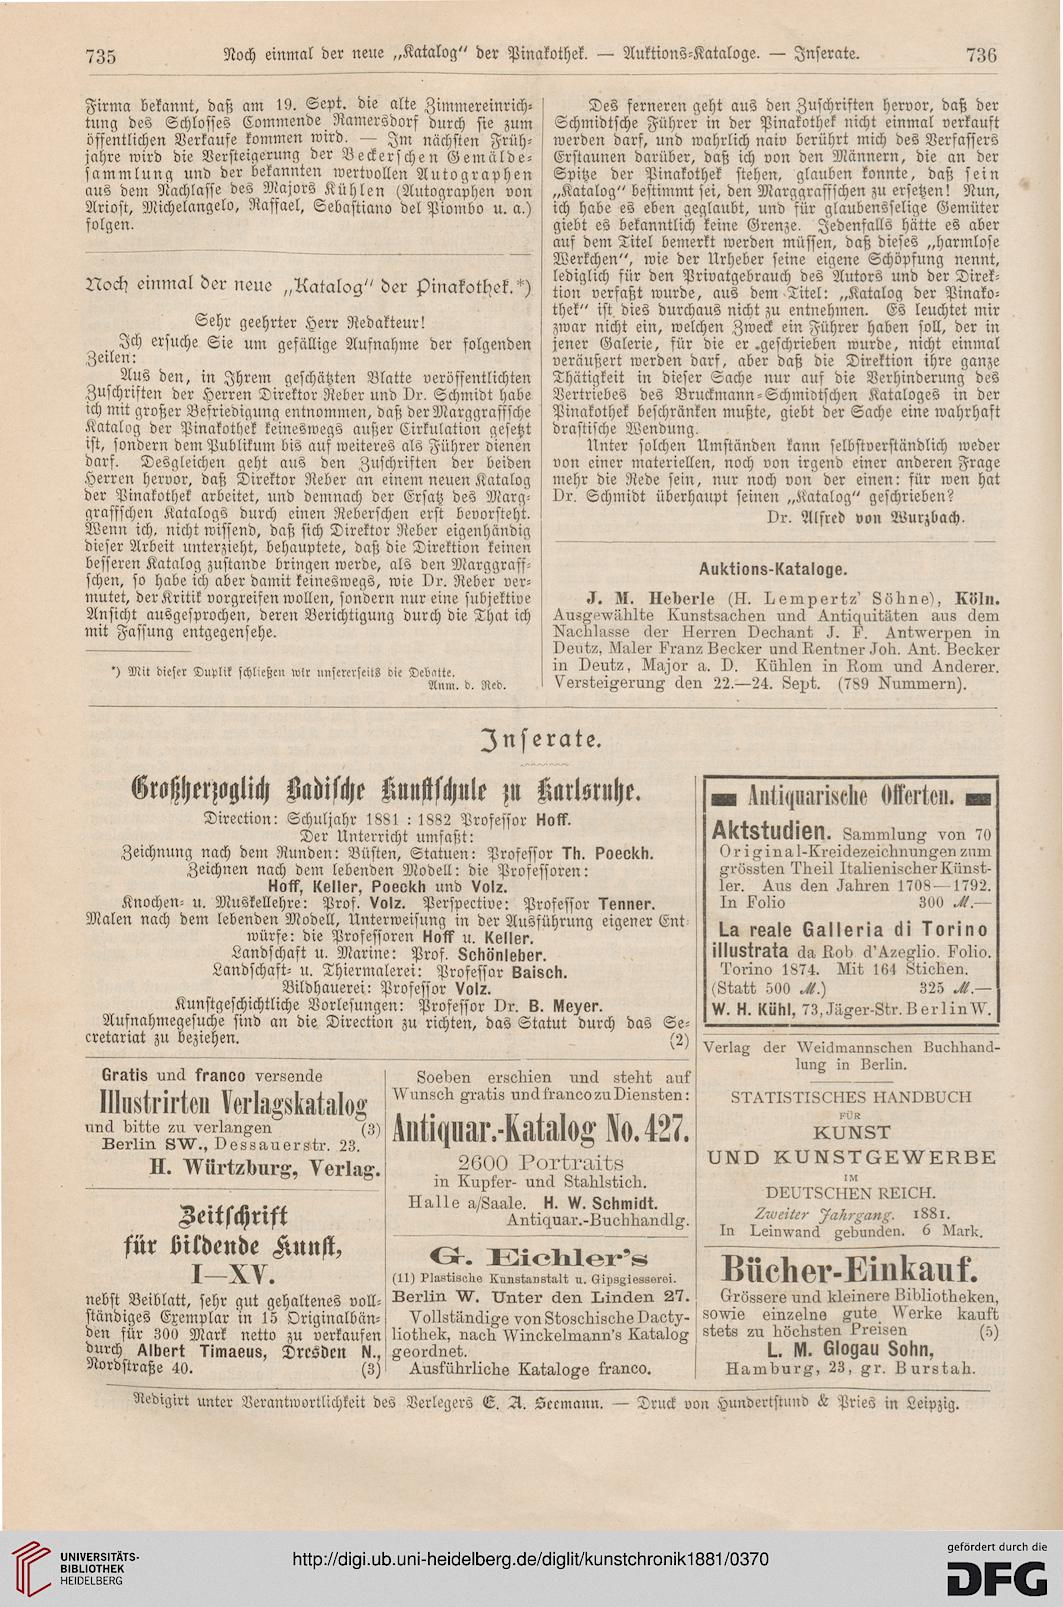 735
Noch einmal der neue „Katalog“ der Pinakothek. — Auktions-Kataloge. — Inserate.
736
Firma bekannt, daß am 19. Sept. die alte Zimmereinrich-
tung des Schlosses Commende Ramersdorf durch sie zum
öffentlichen Verkaufe kommen wird. — Im nächsten Früh-
jahre wird die Versteigerung der Beckerschen Gemälde-
sammlung und der bekannten wertvollen Autographen
aus dem Nachlasse des Majors Kühlen (Autographen von
Ariost, Michelangelo, Raffael, Sebastiano del Piombo u. a.)
folgen.
Noch einmal der neue „Katalog“ der Pinakothek.*)
Sehr geehrter Herr Redakteur!
Ich ersuche Sie um gefällige Aufnahme der folgenden
Zeilen:
Aus den, in Ihrem geschätzten Blatte veröffentlichten
Zuschriften der Herren Direktor Reber und Dr. Schmidt habe
ich mit großer Befriedigung entnommen, daß der Marggraffsche
Katalog der Pinakothek keineswegs außer Cirkulation gesetzt
ist, sondern dem Publikum bis auf weiteres als Führer dienen
darf. Desgleichen geht aus den Zuschriften der beiden
Herren hervor, daß Direktor Reber an einem neuen Katalog
der Pinakothek arbeitet, und demnach der Ersatz des Marg-
graffschen Katalogs durch einen Reberschen erst bevorsteht.
Wenn ich, nicht wissend, daß sich Direktor Reber eigenhändig
dieser Arbeit unterzieht, behauptete, daß die Direktion keinen
besseren Katalog zustande bringen werde, als den Marggraff-
schen, so habe ich aber damit keineswegs, wie Dr. Reber ver-
mutet, der Kritik vorgreifen wollen, sondern nur eine subjektive
Ansicht ausgesprochen, deren Berichtigung durch die That ich
mit Fassung entgegensehe.
*) Mit dieser Duplik schließen wir unsererseits die Debatte.
Anm. d. Red.
Des ferneren geht aus den Zuschriften hervor, daß der
Schmidtsche Führer in der Pinakothek nicht einmal verkauft
werden darf, und wahrlich naiv berührt mich des Verfassers
Erstaunen darüber, daß ich von den Männern, die an der
Spitze der Pinakothek stehen, glauben konnte, daß sein
„Katalog“ bestimmt sei, den Marggraffschen zu ersetzen! Nun,
ich habe es eben geglaubt, und für glaubensselige Gemüter
giebt es bekanntlich keine Grenze. Jedenfalls hätte es aber
auf dem Titel bemerkt werden müssen, daß dieses „harmlose
Werkchen“, wie der Urheber seine eigene Schöpfung nennt,
lediglich für den Privatgebrauch des Autors und der Direk-
tion verfaßt wurde, aus dem Titel: „Katalog der Pinako-
thek“ ist dies durchaus nicht zu entnehmen. Es leuchtet mir
zwar nicht ein, welchen Zweck ein Führer haben soll, der in
jener Galerie, für die er geschrieben wurde, nicht einmal
veräußert werden darf, aber daß die Direktion ihre ganze
Thätigkeit in dieser Sache nur auf die Verhinderung des
Vertriebes des Bruckmann-Schmidtschen Kataloges in der
Pinakothek beschränken mußte, giebt der Sache eine wahrhaft
drastische Wendung.
Unter solchen Umständen kann selbstverständlich weder
von einer materiellen, noch von irgend einer anderen Frage
mehr die Rede sein, nur noch von der einen: für wen hat
Dr. Schmidt überhaupt seinen „Katalog“ geschrieben?
Dr. Alfred von Wurzbach.
Auktions-Kataloge.
J. M. Heberle (H. Lempertz' Söhne), Köln.
Ausgewählte Kunstsachen und Antiquitäten aus dem
Nachlasse der Herren Dechant J. F. Antwerpen in
Deutz, Maler Franz Becker und Rentner Joh. Ant. Becker
in Deutz, Major a. D. Kühlen in Rom und Anderer.
Versteigerung den 22.—24. Sept. (789 Nummern).
Inserate.
Großherzoglich Badische Kunstschule zu Karlsruhe.
Direction: Schuljahr 1881 : 1882 Professor Hoff.
Der Unterricht umfaßt:
Zeichnung nach dem Runden: Büsten, Statuen: Professor Th. Poeckh.
Zeichnen nach dem lebenden Modell: die Professoren:
Hoff, Keller, Poeckh und Volz.
Knochen- u. Muskellehre: Prof. Volz. Perspective: Professor Tenner.
Malen nach dem lebenden Modell, Unterweisung in der Ausführung eigener Ent-
würfe: die Professoren Hoff u. Keller.
Landschaft u. Marine: Prof. Schönleber.
Landschaft- u. Thiermalerei: Professor Baisch.
Bildhauerei: Professor Volz.
Kunstgeschichtliche Vorlesungen: Professor Dr. B. Meyer.
Aufnahmegesuche sind an die Direction zu richten, das Statut durch das Se-
cretariat zu beziehen. (2)
Gratis und franco versende
Illustrirten Verlagskatalog
und bitte zu verlangen (3)
Berlin SW., Dessauerstr. 23.
H. Würtzburg, Verlag.
Zeitschrift
für bildende Kunst,
I—XV.
nebst Beiblatt, sehr gut gehaltenes voll-
ständiges Exemplar in 15 Originalbän-
den für 300 Mark netto zu verkaufen
durch Albert Timaeus, Dresden N.,
Nordstraße 40. (3)
Soeben erschien und steht auf
Wunsch gratis und franco zu Diensten:
Antiquar.-Katalog No. 427.
2600 Portraits
in Kupfer- und Stahlstich.
Halle a/Saale. H. W. Schmidt.
Antiquar.-Buchhandlg.
G. Eichler's
(11) Plastische Kunstanstalt u. Gipsgiesserei.
Berlin W. Unter den Linden 27.
Vollständige von Stoschische Dacty-
liothek, nach Winckelmann's Katalog
geordnet.
Ausführliche Kataloge franco.
Antiquarische Offerten.
Aktstudien. Sammlung von 70
Original-Kreidezeichnungen zum
grössten Theil Italienischer Künst-
ler. Aus den Jahren 1708—1792.
In Folio 300 M.—
La reale Galleria di Torino
illustrata da Rob. d'Azeglio. Folio.
Torino 1874. Mit 164 Stichen.
(Statt 500 M.) 325 M.—
W. H. Kühl, 73, Jäger-Str. Berlin W.
Verlag der Weidmannschen Buchhand-
lung in Berlin.
STATISTISCHES HANDBUCH
FÜR
KUNST
UND KUNSTGEWERBE
IM
DEUTSCHEN REICH.
Zweiter Jahrgang. 1881.
In Leinwand gebunden. 6 Mark.
Bücher-Einkauf.
Grössere und kleinere Bibliotheken,
sowie einzelne gute Werke kauft
stets zu höchsten Preisen (5)
L. M. Glogau Sohn,
Hamburg, 23, gr. Burstah.
Redigirt unter Verantwortlichkeit des Verlegers E. A. Seemann. — Druck von Hundertstund & Pries in Leipzig.
UNIVERSITÄTS-
BIBLIOTHEK
HEIDELBERG
http://digi.ub.uni-heidelberg.de/diglit/kunstchronik1881/0370
gefördert durch die
DFG